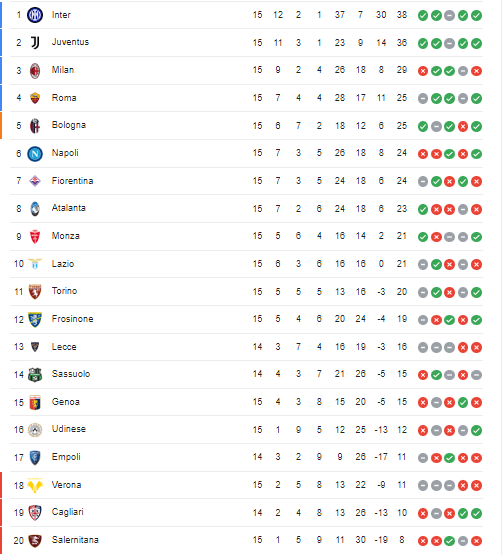 1 Inter 15 12 2 1 37 7 30 38
2 Juventus 15 11 3 1 23 9 14 36
3 Milan 15 9 2 4 26 18 8 29
4 Roma 15 7 4 4 28 17 11 25
5 Bologna 15 6 7 2 18 12 6 25
6 Napoli 15 7 3 5 26 18 8 24
7 Fiorentina 15 7 3 5 24 18 6 24
8 Atalanta 15 7 2 6 24 18 6 23
9 Monza 15 5 6 4 16 14 2 21
10 Lazio 15 6 3 6 16 16 0 21
11 Torino 15 5 5 5 13 16 -3 20
12 Frosinone 15 5 4 6 20 24 -4 19
13 Lecce 14 3 7 4 16 19 -3 16
14 Sassuolo 14 4 3 7 21 26 -5 15
15 Genoa 15 4 3 8 15 20 -5 15
16 Udinese 15 1 9 5 12 25 -13 12
17 Empoli 14 3 2 9 9 26 -17 11
18 Verona 15 2 5 8 13 22 -9 11
19 Cagliari 14 2 4 8 13 26 -13 10
20 Salernitana 15 1 5 9 11 30 -19 8